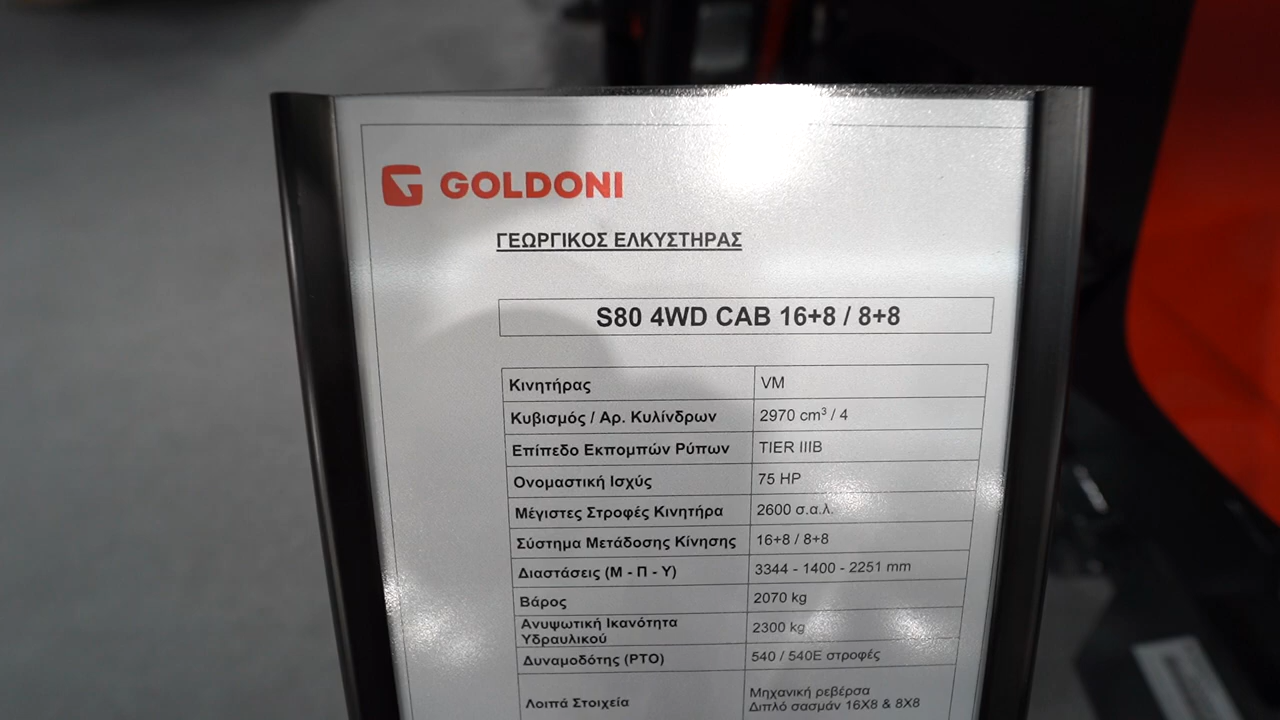 GOLDONI
ΓΕΩΡΓΙΚΟΣ ΕΛΚΥΣΤΗΡΑΣ
S80 4WD CAB 16+8 / 8+8
Κινητήρας VM
Κυβισμός / Αρ. Κυλίνδρων 2970 cm³ / 4
Επίπεδο Εκπομπών Ρύπων TIER IIIB
Ονομαστική Ισχύς 75 HP
Μέγιστες Στροφές Κινητήρα 2600 σ.α.λ.
Σύστημα Μετάδοσης Κίνησης 16+8 / 8+8
Διαστάσεις (Μ - Π - Υ) 3344 - 1400 - 2251 mm
Βάρος 2070 kg
Ανυψωτική Ικανότητα
Υδραυλικού 2300 kg
Δυναμοδότης (PTO) 540 / 540E στροφές
Λοιπά Στοιχεία Μηχανική ρεβέρσα
Διπλό σασμάν 16X8 & 8X8